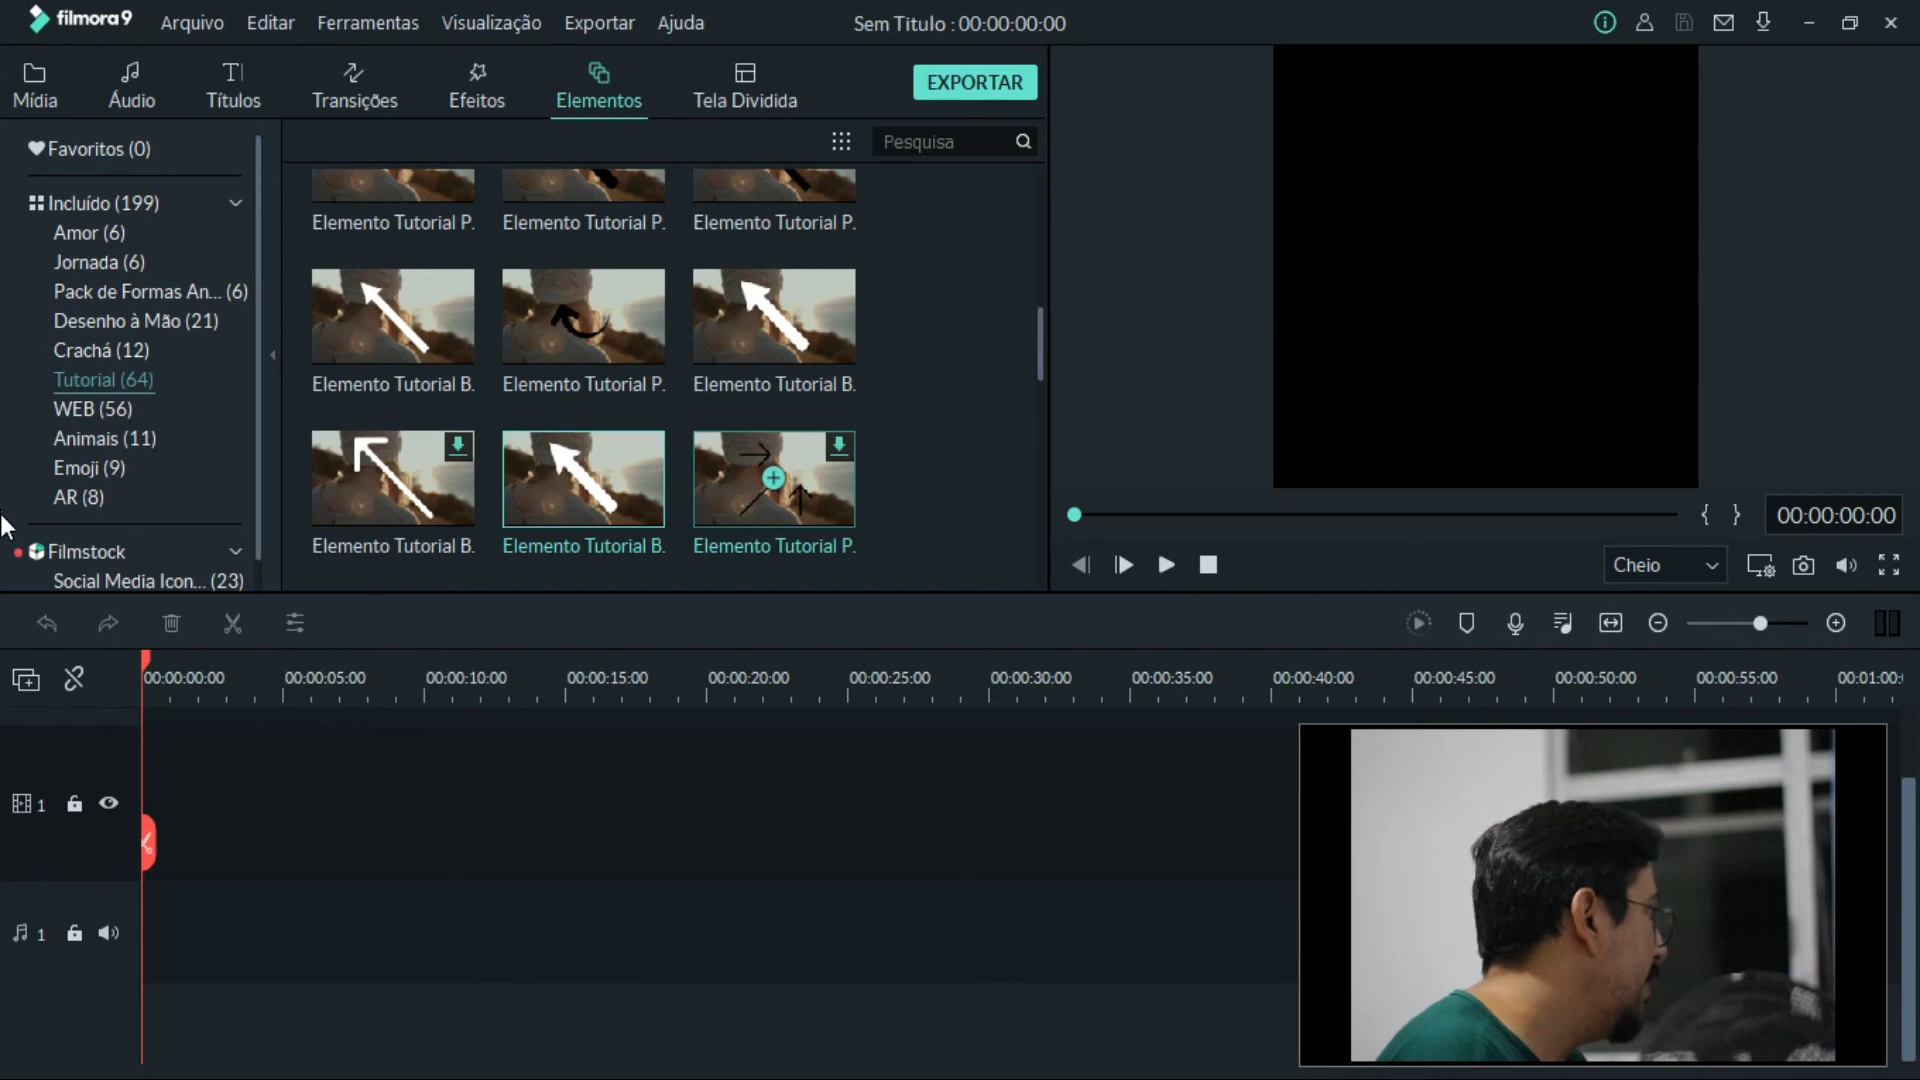 filmora9
Arquivo Editar Ferramentas Visualização Exportar Ajuda
Sem Titulo : 00:00:00:00
Mídia Áudio Títulos Transições Efeitos Elementos Tela Dividida
EXPORTAR
Favoritos (0)
Incluído (199)
Amor (6)
Jornada (6)
Pack de Formas An... (6)
Desenho à Mão (21)
Crachá (12)
Tutorial (64)
WEB (56)
Animais (11)
Emoji (9)
AR (8)
Filmstock
Social Media Icon... (23)
Pesquisa
Elemento Tutorial P. Elemento Tutorial P. Elemento Tutorial P.
Elemento Tutorial B. Elemento Tutorial P. Elemento Tutorial B.
Elemento Tutorial B. Elemento Tutorial B. Elemento Tutorial P.
{ } 00:00:00:00
Cheio
00:00:00:00 00:00:05:00 00:00:10:00 00:00:15:00 00:00:20:00 00:00:25:00 00:00:30:00 00:00:35:00 00:00:40:00 00:00:45:00 00:00:50:00 00:00:55:00 00:01:00:
1
1